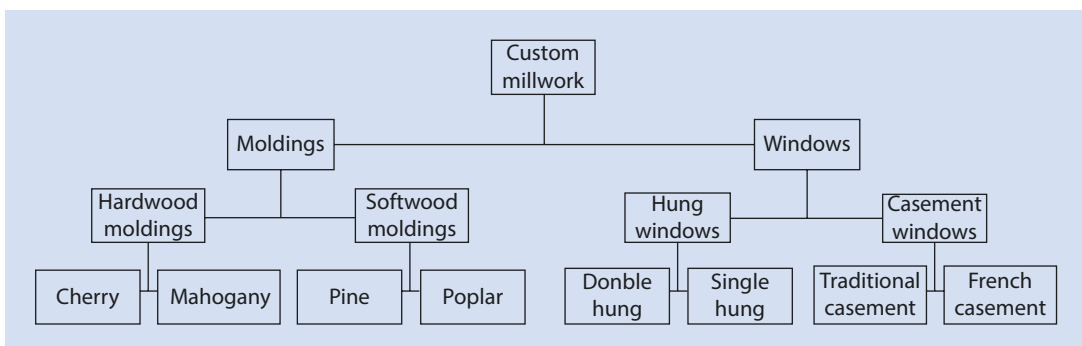 Custom
millwork
Moldings
Windows
Hardwood
moldings
Softwood
moldings
Hung
windows
Casement
windows
Cherry
Mahogany
Pine
Poplar
Donble
hung
Single
hung
Traditional
casement
French
casement